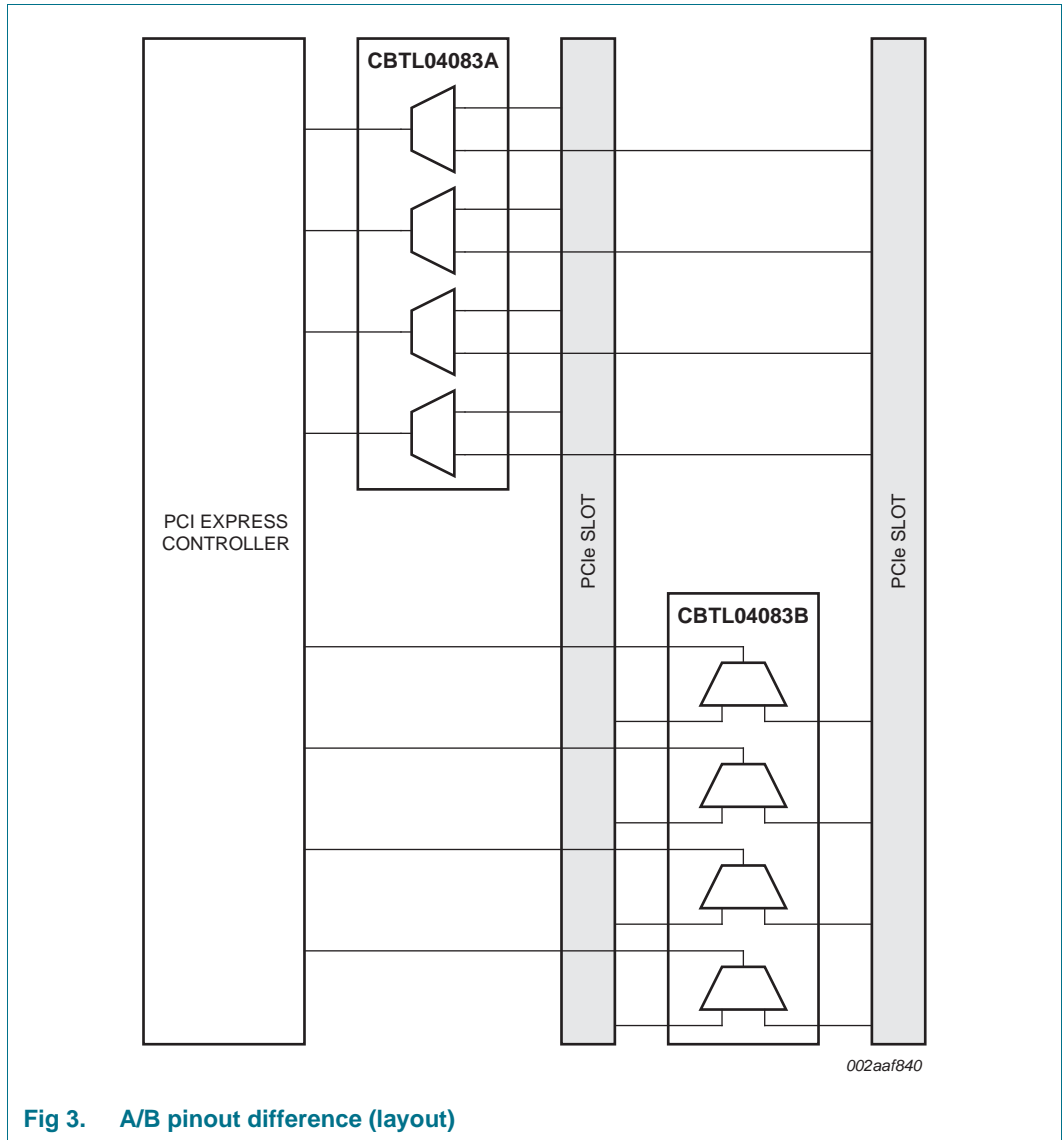 CBTL04083A
PCI EXPRESS
CONTROLLER
PCIe SLOT
PCIe SLOT
CBTL04083B
002aaf840
Fig 3. A/B pinout difference (layout)